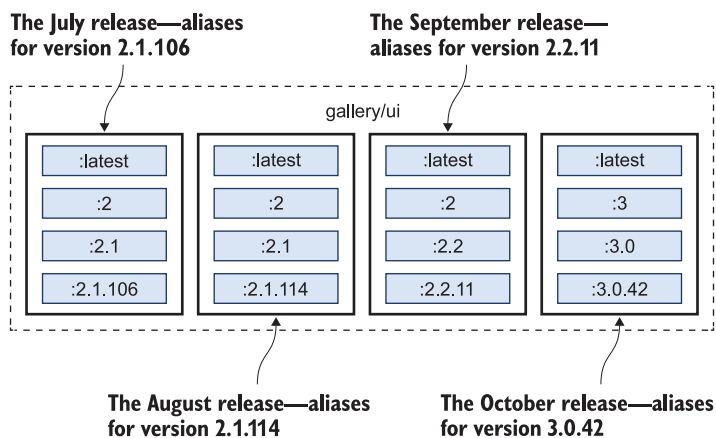 The July release—aliases
for version 2.1.106
The September release—
aliases for version 2.2.11
gallery/ui
:latest
:2
:2.1
:2.1.106
:latest
:2
:2.1
:2.1.114
:latest
:2
:2.2
:2.2.11
:latest
:3
:3.0
:3.0.42
The August release—aliases
for version 2.1.114
The October release—aliases
for version 3.0.42